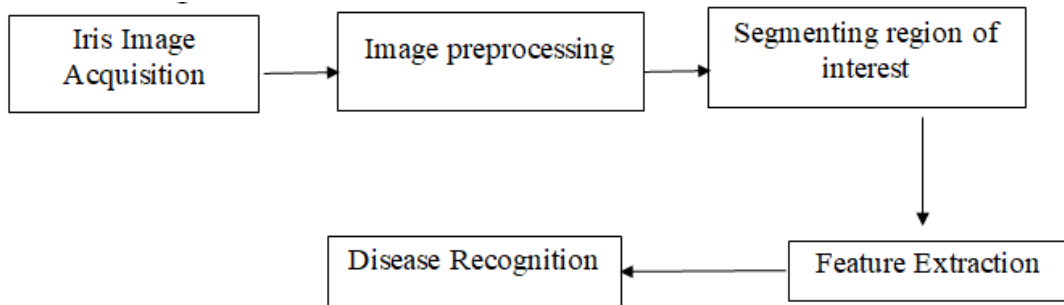 Iris Image
Acquisition
Image preprocessing
Segmenting region of
interest
Feature Extraction
Disease Recognition